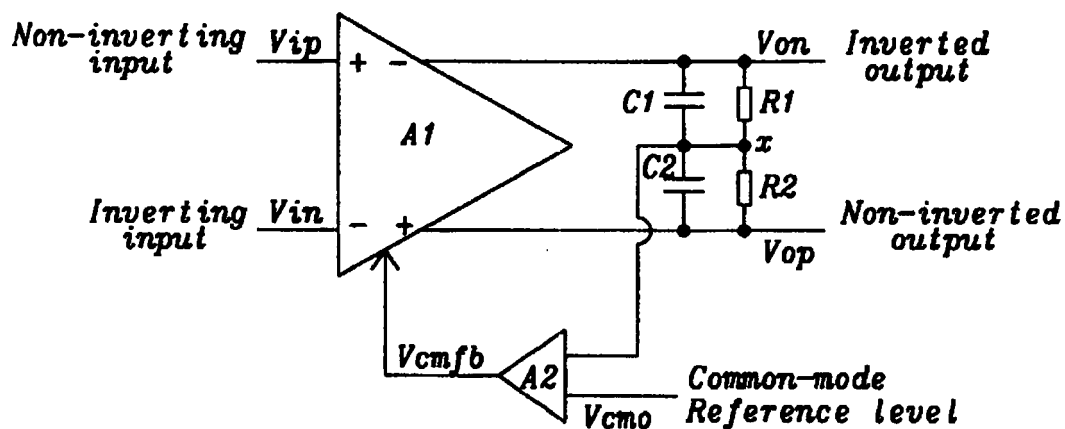 Non-inverting
input
Vip
+ -
A1
Von
Inverted
output
C1
R1
x
C2
R2
Inverting
input
Vin
- +
Vop
Non-inverted
output
Vcmfb
A2
Vcmo
Common-mode
Reference level